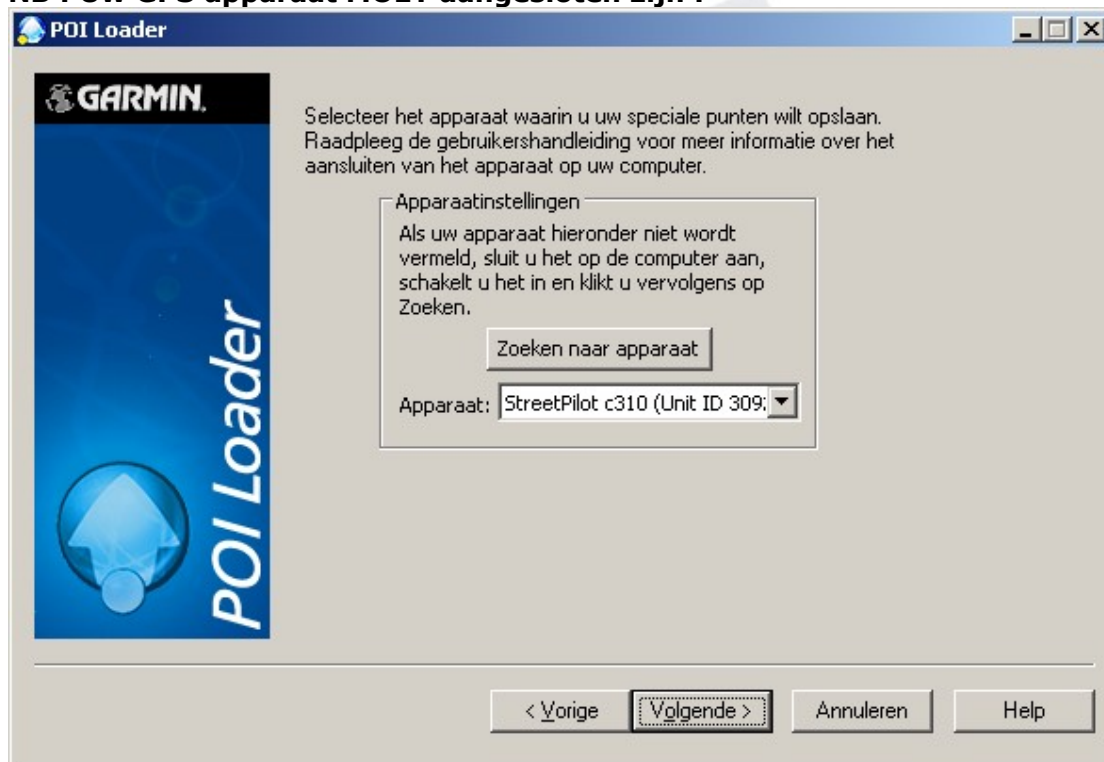 POI Loader
GARMIN.
POI Loader
Selecteer het apparaat waarin u uw speciale punten wilt opslaan.
Raadpleeg de gebruikershandleiding voor meer informatie over het
aansluiten van het apparaat op uw computer.
Apparaatinstellingen
Als uw apparaat hieronder niet wordt
vermeld, sluit u het op de computer aan,
schakelt u het in en klikt u vervolgens op
Zoeken.
Zoeken naar apparaat
Apparaat: StreetPilot c310 (Unit ID 309
< Vorige Volgende > Annuleren Help